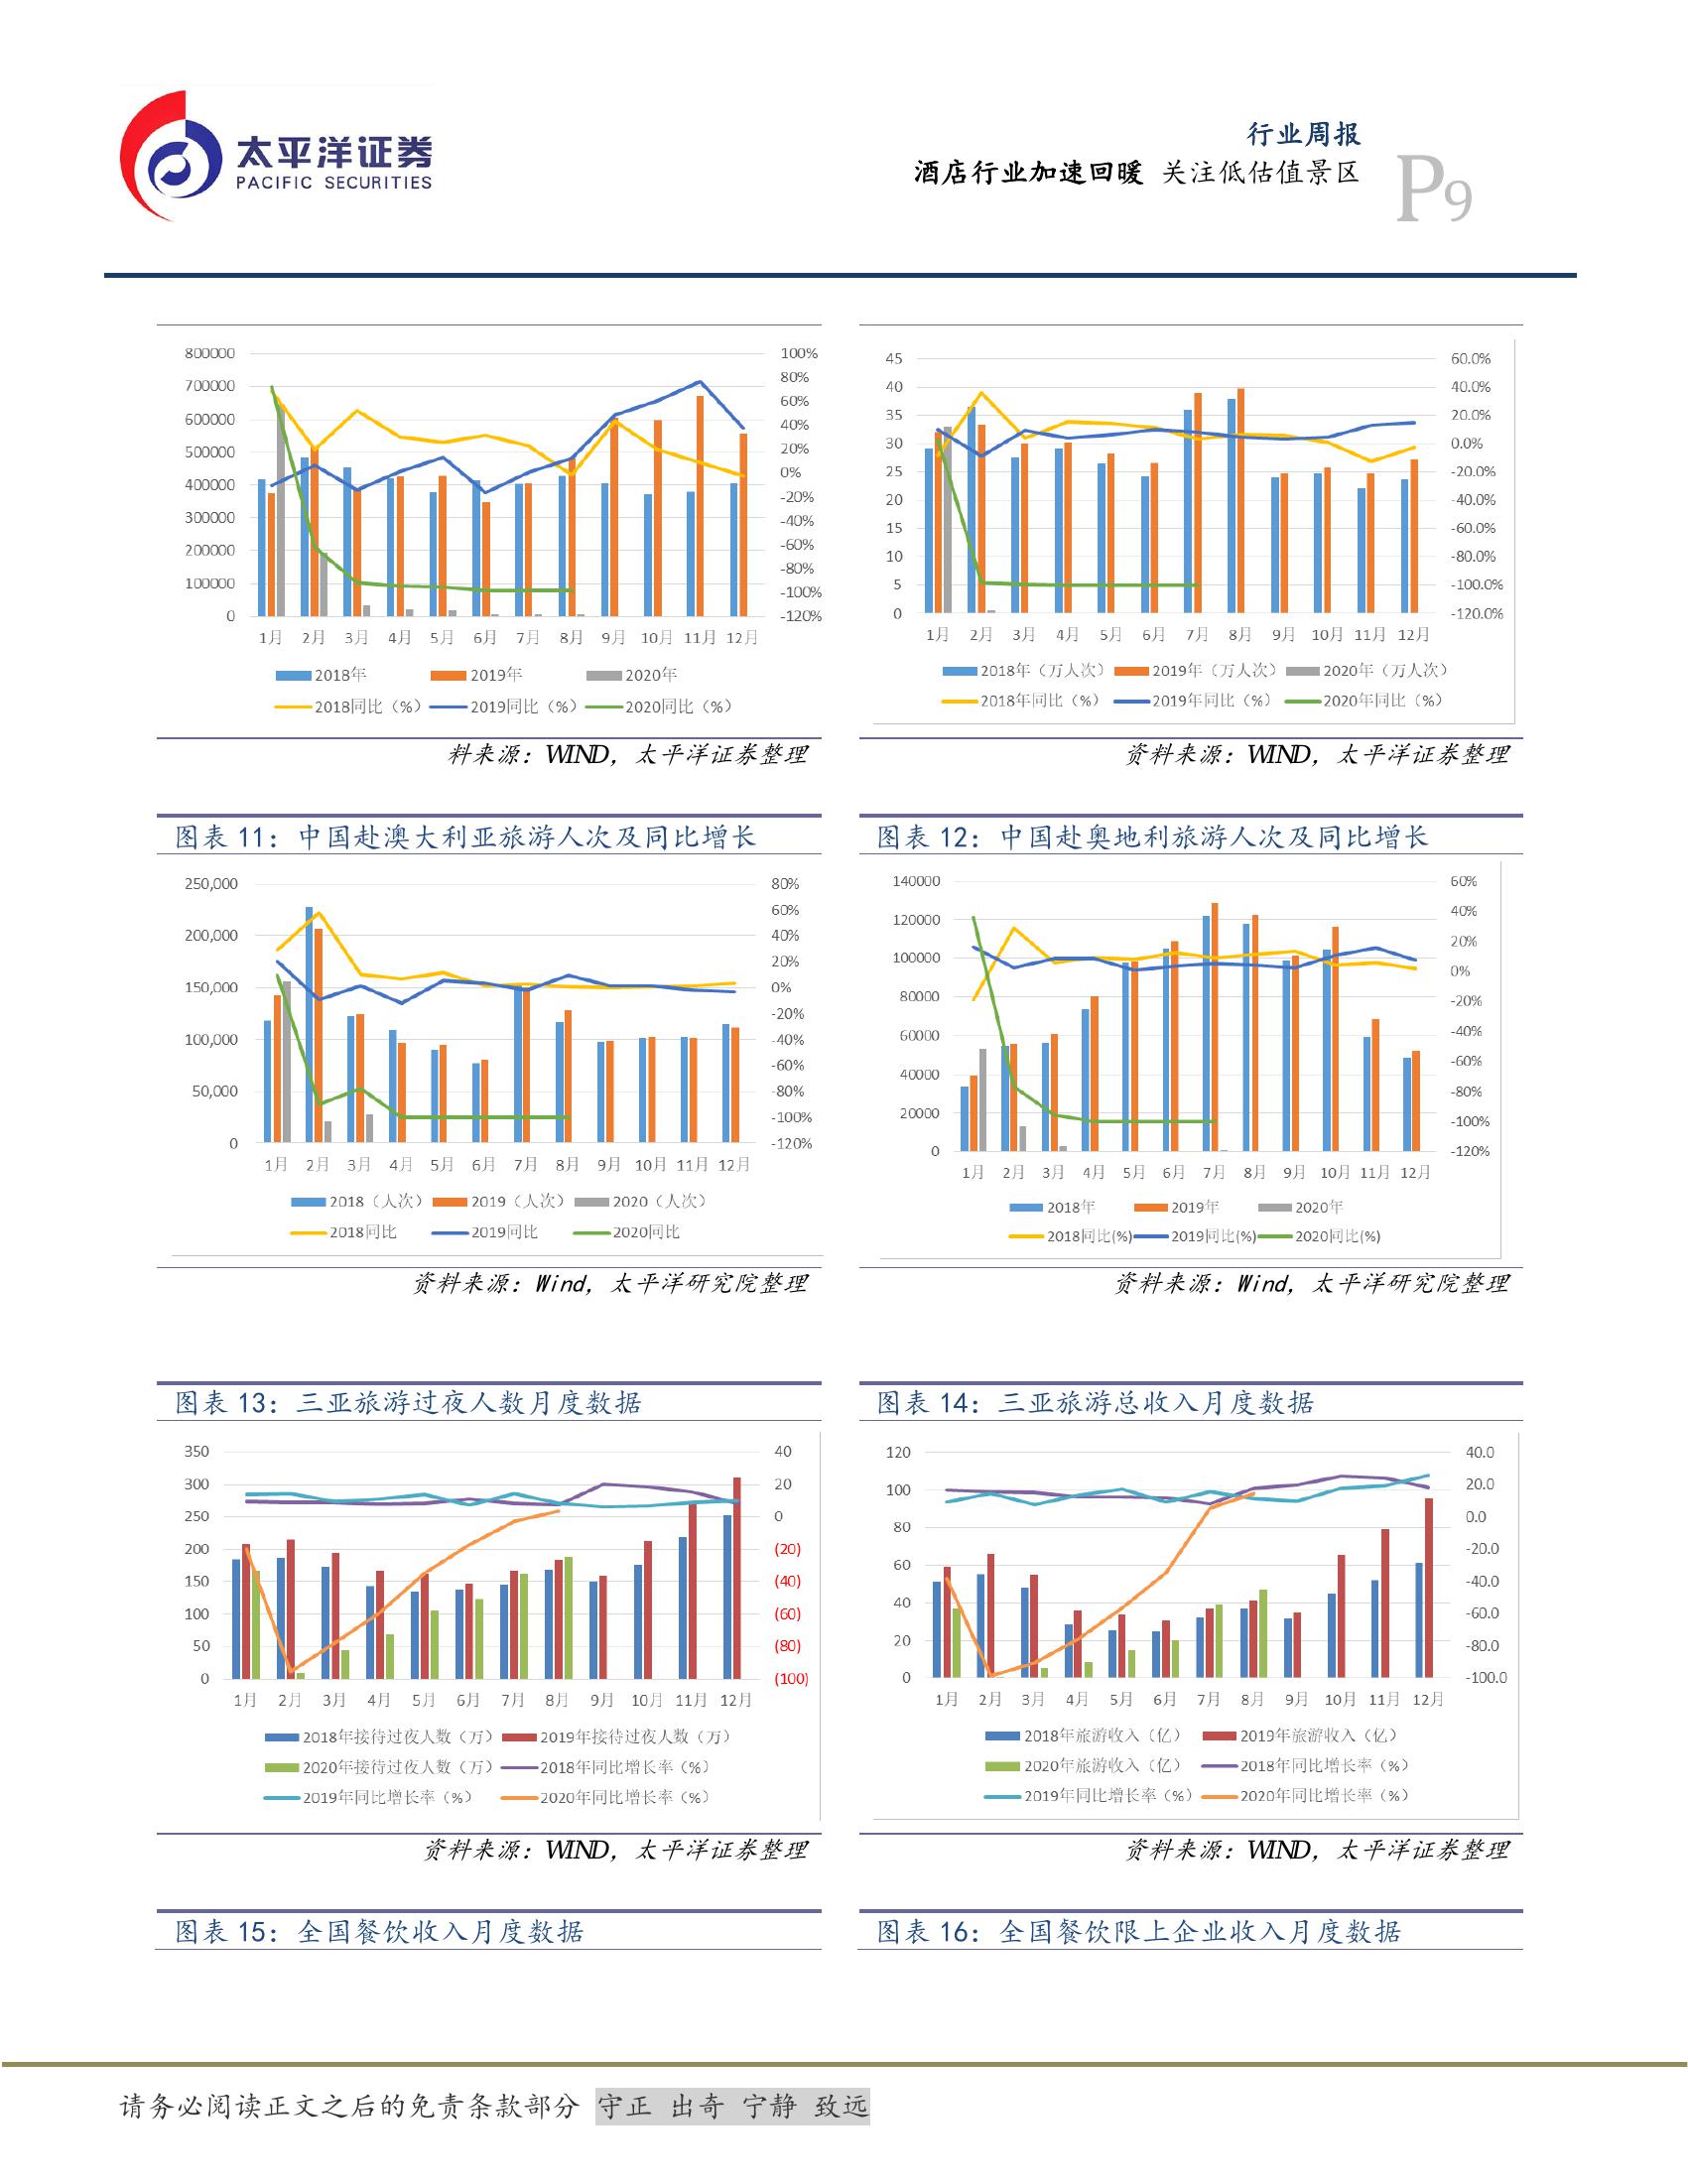 太平洋证券
PACIFIC SECURITIES
行业周报
酒店行业加速回暖 关注低估值景区
P9
800000
700000
600000
500000
400000
300000
200000
100000
0
100%
80%
60%
40%
20%
0%
-20%
-40%
-60%
-80%
-100%
-120%
1月 2月 3月 4月 5月 6月 7月 8月 9月 10月 11月 12月
2018年 2019年 2020年
2018同比（%） 2019同比（%） 2020同比（%）
料来源：WIND，太平洋证券整理
45
40
35
30
25
20
15
10
5
0
60.0%
40.0%
20.0%
0.0%
-20.0%
-40.0%
-60.0%
-80.0%
-100.0%
-120.0%
1月 2月 3月 4月 5月 6月 7月 8月 9月 10月 11月 12月
2018年（万人次） 2019年（万人次） 2020年（万人次）
2018年同比（%） 2019年同比（%） 2020年同比（%）
资料来源：WIND，太平洋证券整理
图表 11：中国赴澳大利亚旅游人次及同比增长
250,000
200,000
150,000
100,000
50,000
0
80%
60%
40%
20%
0%
-20%
-40%
-60%
-80%
-100%
-120%
1月 2月 3月 4月 5月 6月 7月 8月 9月 10月 11月 12月
2018（人次） 2019（人次） 2020（人次）
2018同比 2019同比 2020同比
资料来源：Wind，太平洋研究院整理
图表 12：中国赴奥地利旅游人次及同比增长
140000
120000
100000
80000
60000
40000
20000
0
60%
40%
20%
0%
-20%
-40%
-60%
-80%
-100%
-120%
1月 2月 3月 4月 5月 6月 7月 8月 9月 10月 11月 12月
2018年 2019年 2020年
2018同比(%) 2019同比(%) 2020同比(%)
资料来源：Wind，太平洋研究院整理
图表 13：三亚旅游过夜人数月度数据
350
300
250
200
150
100
50
0
40
20
0
(20)
(40)
(60)
(80)
(100)
1月 2月 3月 4月 5月 6月 7月 8月 9月 10月 11月 12月
2018年接待过夜人数（万） 2019年接待过夜人数（万）
2020年接待过夜人数（万） 2018年同比增长率（%）
2019年同比增长率（%） 2020年同比增长率（%）
资料来源：WIND，太平洋证券整理
图表 14：三亚旅游总收入月度数据
120
100
80
60
40
20
0
40.0
20.0
0.0
-20.0
-40.0
-60.0
-80.0
-100.0
1月 2月 3月 4月 5月 6月 7月 8月 9月 10月 11月 12月
2018年旅游收入（亿） 2019年旅游收入（亿）
2020年旅游收入（亿） 2018年同比增长率（%）
2019年同比增长率（%） 2020年同比增长率（%）
资料来源：WIND，太平洋证券整理
图表 15：全国餐饮收入月度数据
图表 16：全国餐饮限上企业收入月度数据
请务必阅读正文之后的免责条款部分 守正 出奇 宁静 致远